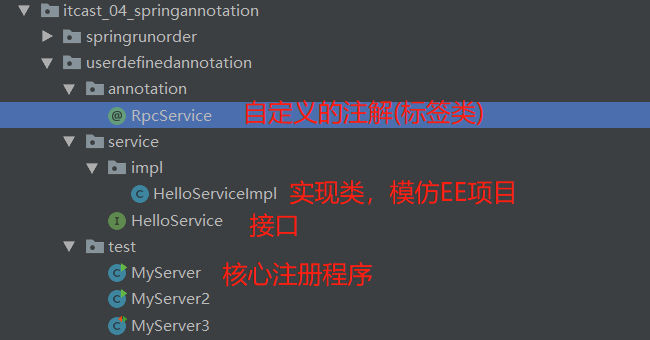 itcast_04_springannotation
springrunorder
userdefinedannotation
annotation
@ RpcService 自定义的注解(标签类)
service
impl
C HelloServiceImpl 实现类，模仿EE项目
I HelloService 接口
test
C MyServer 核心注册程序
C MyServer2
C MyServer3